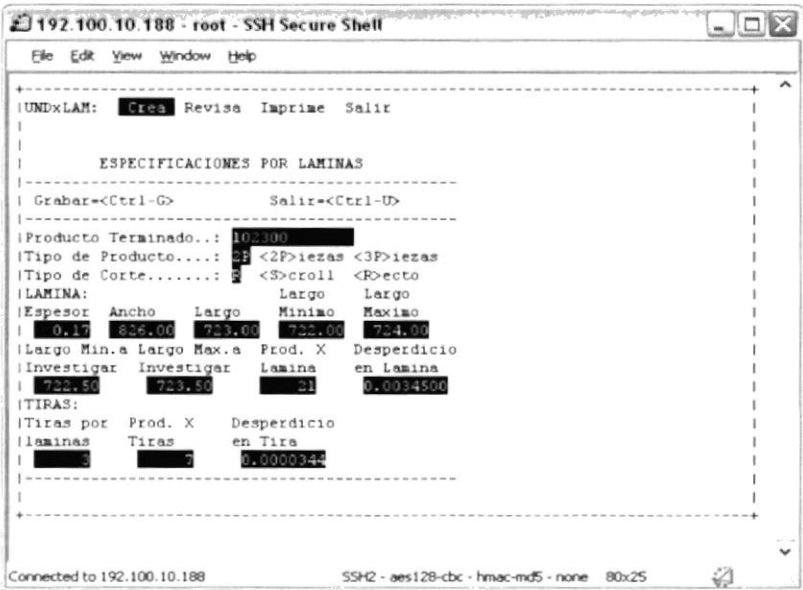 192.100.10.188 - root - SSH Secure Shell
File Edit View Window Help
UNDxLAM: Crea Revisa Imprime Salir
ESPECIFICACIONES POR LAMINAS
Grabar=<Ctrl-G> Salir=<Ctrl-U>
Producto Terminado..: 102300
Tipo de Producto....: 2P <2P>iezas <3P>iezas
Tipo de Corte.......: R <S>croll <R>ecto
LAMINA: Largo Largo
Espesor Ancho Largo Minimo Maximo
0.17 826.00 723.00 722.00 724.00
Largo Min.a Largo Max.a Prod. X Desperdicio
Investigar Investigar Lamina en Lamina
722.50 723.50 21 0.0034500
TIRAS:
Tiras por Prod. X Desperdicio
laminas Tiras en Tira
3 7 0.0000344
Connected to 192.100.10.188 SSH2 - aes128-cbc - hmac-md5 - none 80x25